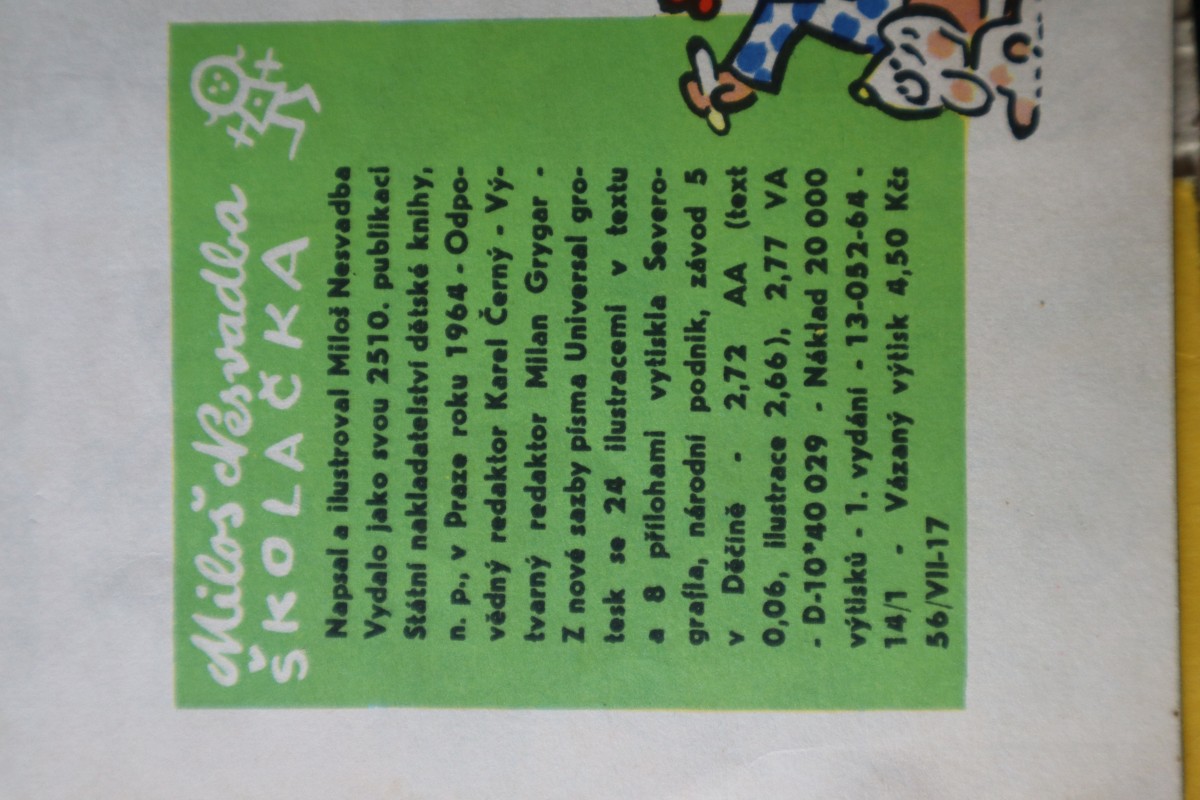 Miloš Nesvadba
ŠKOLAČKA
Napsal a ilustroval Miloš Nesvadba
Vydalo jako svou 2510. publikaci
Státní nakladatelství dětské knihy,
n. p., v Praze roku 1964 - Odpo-
vědný redaktor Karel Černý - Vý-
tvarný redaktor Milan Grygar -
Z nové sazby písma Universal gro-
tesk se 24 ilustracemi v textu
a 8 přílohami vytiskla Severo-
grafia, národní podnik, závod 5
v Děčíně - 2,72 AA (text
0,06, ilustrace 2,66), 2,77 VA
- D-10*40 029 - Náklad 20 000
výtisků - 1. vydání - 13-052-64 -
14/1 - Vázaný výtisk 4,50 Kčs
56/VII-17